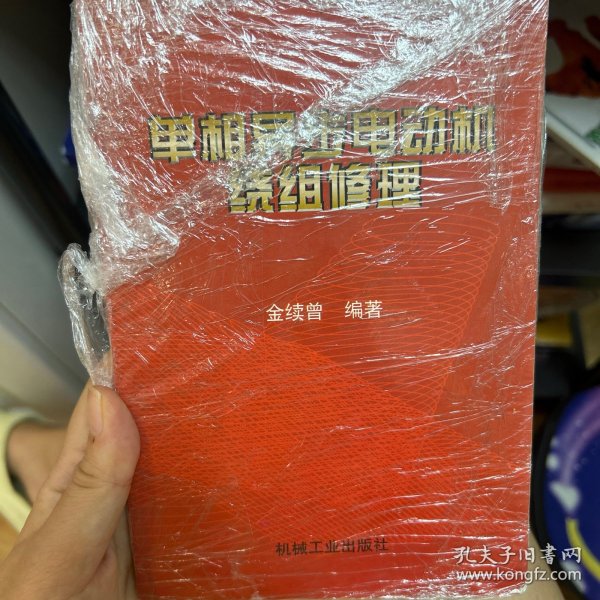 单相异步电动机
绕组修理
金续曾 编著
机械工业出版社
孔夫子旧书网
www.kongfz.com